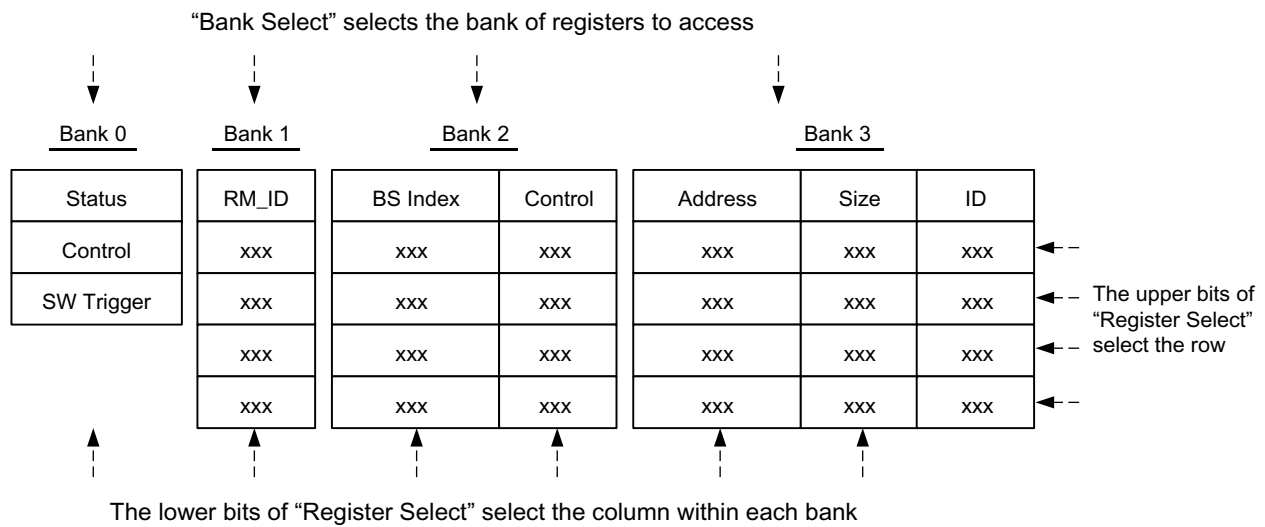 “Bank Select” selects the bank of registers to access
Bank 0 Bank 1 Bank 2 Bank 3
Status RM_ID BS Index Control Address Size ID
Control xxx xxx xxx xxx xxx xxx
SW Trigger xxx xxx xxx xxx xxx xxx
xxx xxx xxx xxx xxx xxx
xxx xxx xxx xxx xxx xxx
The upper bits of
“Register Select”
select the row
The lower bits of “Register Select” select the column within each bank